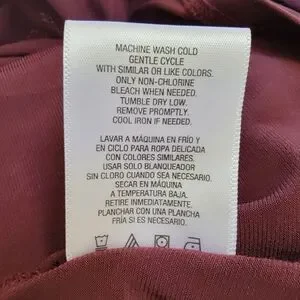 MACHINE WASH COLD
GENTLE CYCLE
WITH SIMILAR OR LIKE COLORS.
ONLY NON-CHLORINE
BLEACH WHEN NEEDED.
TUMBLE DRY LOW.
REMOVE PROMPTLY.
COOL IRON IF NEEDED.
LAVAR A MÁQUINA EN FRÍO Y
EN CICLO PARA ROPA DELICADA
CON COLORES SIMILARES.
USAR SOLO BLANQUEADOR
SIN CLORO CUANDO SEA NECESARIO.
SECAR EN MÁQUINA
A TEMPERATURA BAJA.
RETIRE INMEDIATAMENTE.
PLANCHAR CON UNA PLANCHA
FRÍA SI ES NECESARIO.